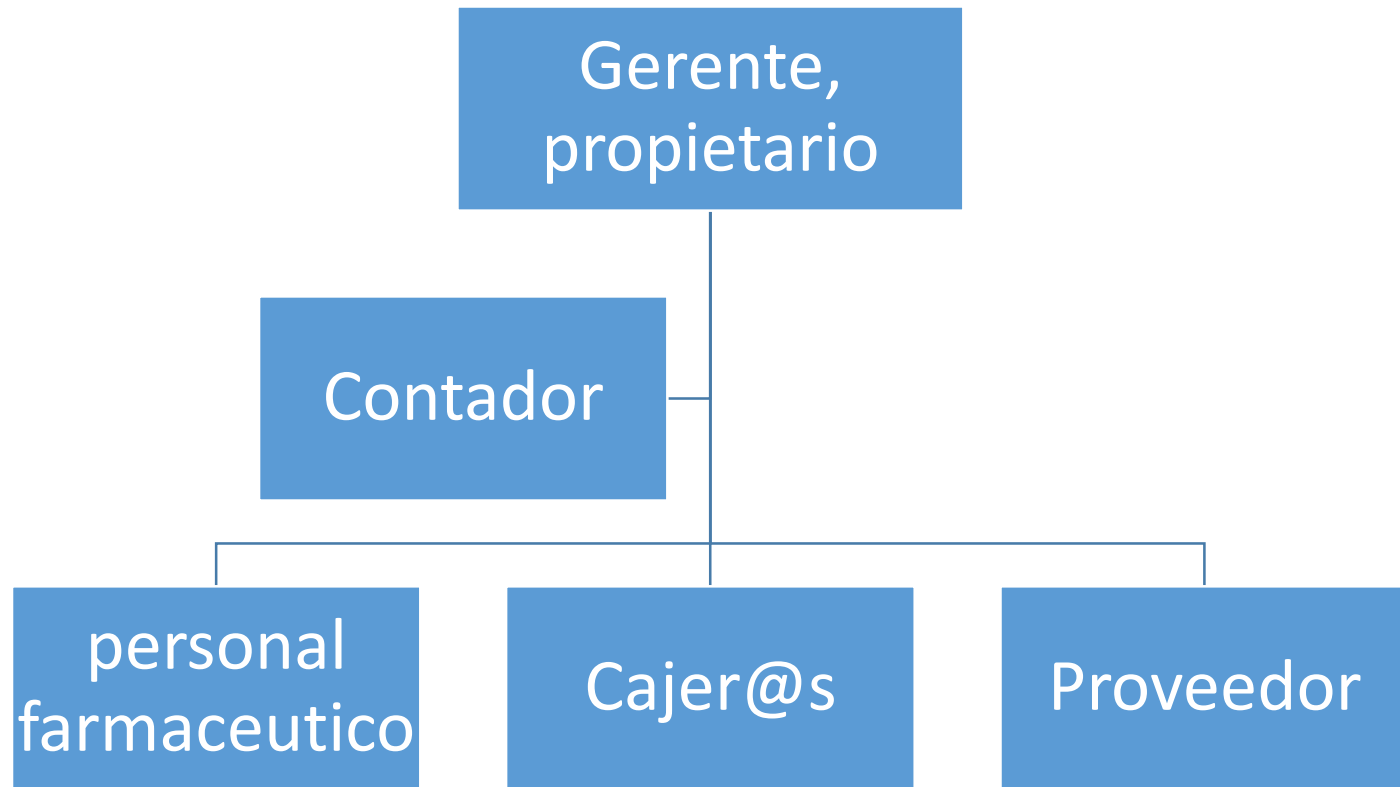 Gerente,
propietario
Contador
personal
farmaceutico
Cajer@s
Proveedor